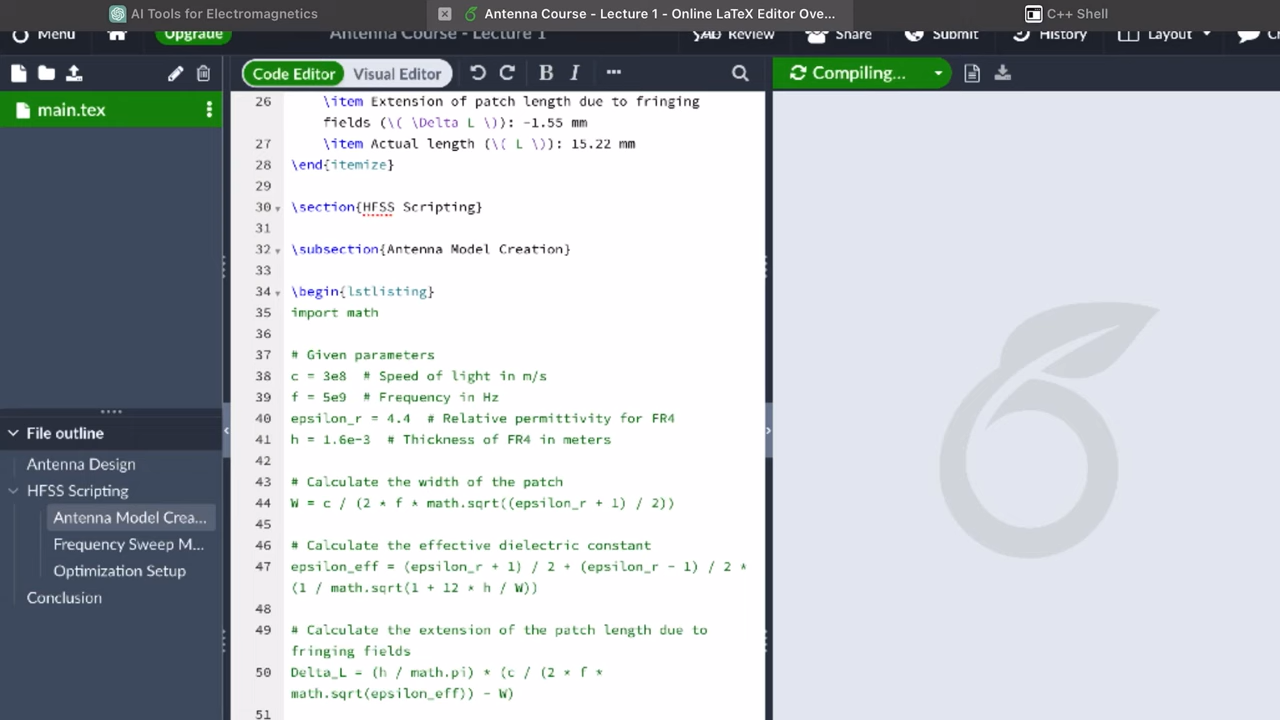 AI Tools for Electromagnetics
Antenna Course - Lecture 1 - Online LaTeX Editor Ove...
C++ Shell
Menu
Upgrade
Antenna Course - Lecture 1
Review
Share
Submit
History
Layout
Code Editor
Visual Editor
B I
Compiling...
main.tex
26 \item Extension of patch length due to fringing
fields (\( \Delta L \)): -1.55 mm
27 \item Actual length (\( L \)): 15.22 mm
28 \end{itemize}
29
30 \section{HFSS Scripting}
31
32 \subsection{Antenna Model Creation}
33
34 \begin{lstlisting}
35 import math
36
37 # Given parameters
38 c = 3e8 # Speed of light in m/s
39 f = 5e9 # Frequency in Hz
40 epsilon_r = 4.4 # Relative permittivity for FR4
41 h = 1.6e-3 # Thickness of FR4 in meters
42
43 # Calculate the width of the patch
44 W = c / (2 * f * math.sqrt((epsilon_r + 1) / 2))
45
46 # Calculate the effective dielectric constant
47 epsilon_eff = (epsilon_r + 1) / 2 + (epsilon_r - 1) / 2 *
(1 / math.sqrt(1 + 12 * h / W))
48
49 # Calculate the extension of the patch length due to
fringing fields
50 Delta_L = (h / math.pi) * (c / (2 * f *
math.sqrt(epsilon_eff)) - W)
51
File outline
Antenna Design
HFSS Scripting
Antenna Model Crea...
Frequency Sweep M...
Optimization Setup
Conclusion